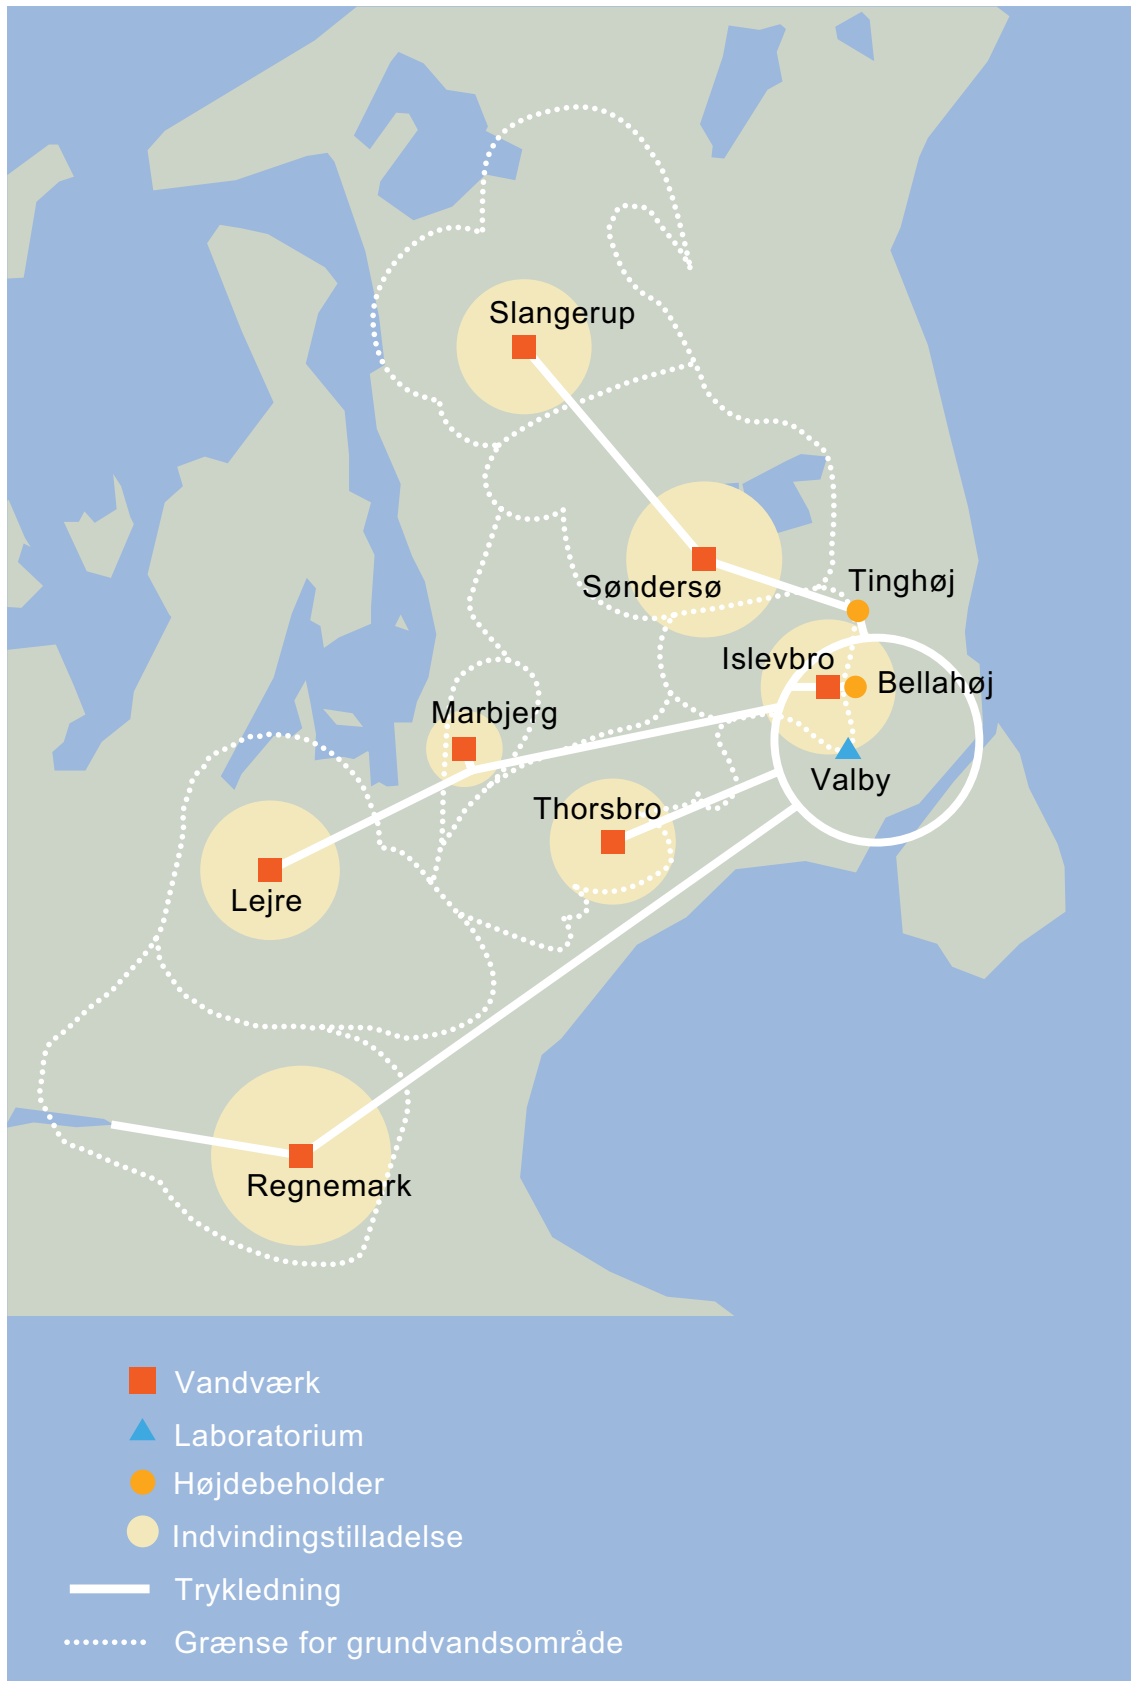 Slangerup
Søndersø
Tinghøj
Islevbro
Bellahøj
Marbjerg
Valby
Thorsbro
Lejre
Regnemark
Vandværk
Laboratorium
Højdebeholder
Indvindingstilladelse
Trykledning
Grænse for grundvandsområde